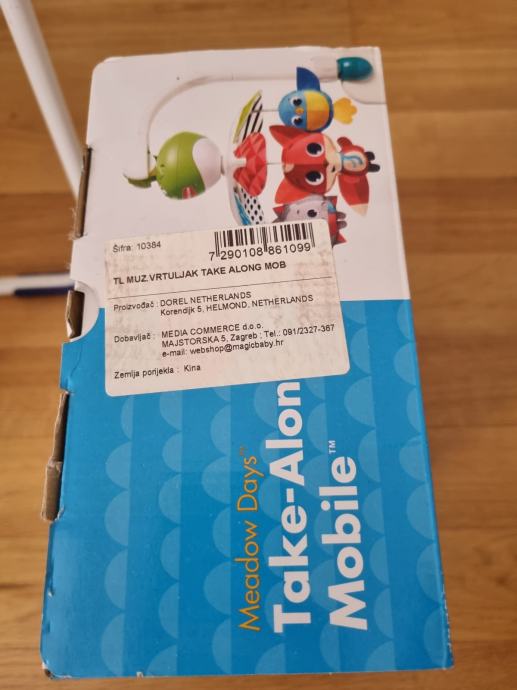 Šifra: 10384
7 290108 861099
TL MUZ.VRTULJAK TAKE ALONG MOB
Proizvođač : DOREL NETHERLANDS
Korendijk 5, HELMOND, NETHERLANDS
Dobavljač : MEDIA COMMERCE d.o.o.
MAJSTORSKA 5, Zagreb ; Tel.: 091/2327-367
e-mail: webshop@magicbaby.hr
Zemlja porijekla : Kina
Meadow Days™
Take-Alon
Mobile™